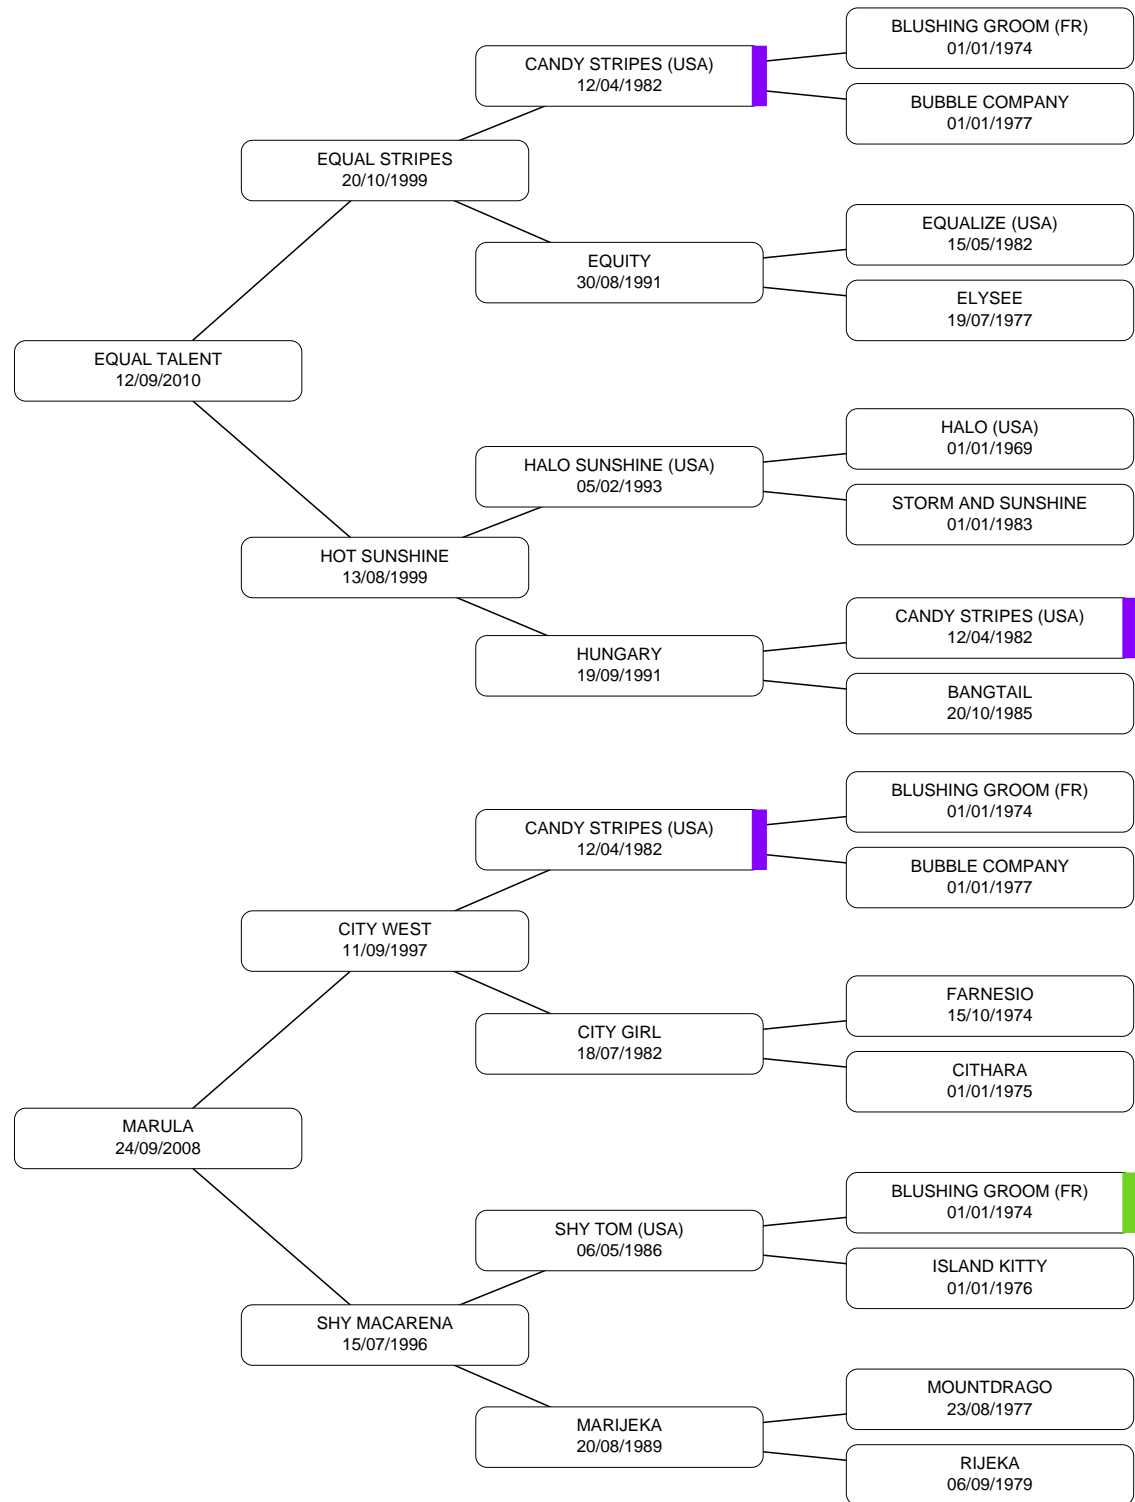 BLUSHING GROOM (FR)
01/01/1974
CANDY STRIPES (USA)
12/04/1982
BUBBLE COMPANY
01/01/1977
EQUAL STRIPES
20/10/1999
EQUALIZE (USA)
15/05/1982
EQUITY
30/08/1991
ELYSEE
19/07/1977
EQUAL TALENT
12/09/2010
HALO (USA)
01/01/1969
HALO SUNSHINE (USA)
05/02/1993
STORM AND SUNSHINE
01/01/1983
HOT SUNSHINE
13/08/1999
CANDY STRIPES (USA)
12/04/1982
HUNGARY
19/09/1991
BANGTAIL
20/10/1985
BLUSHING GROOM (FR)
01/01/1974
CANDY STRIPES (USA)
12/04/1982
BUBBLE COMPANY
01/01/1977
CITY WEST
11/09/1997
FARNESIO
15/10/1974
CITY GIRL
18/07/1982
CITHARA
01/01/1975
MARULA
24/09/2008
BLUSHING GROOM (FR)
01/01/1974
SHY TOM (USA)
06/05/1986
ISLAND KITTY
01/01/1976
SHY MACARENA
15/07/1996
MOUNTDRAGO
23/08/1977
MARIJEKA
20/08/1989
RIJEKA
06/09/1979